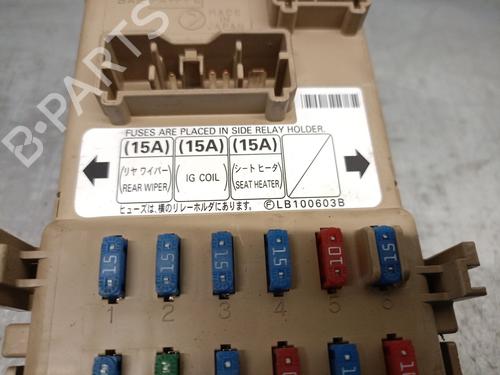 MADE IN
JAPAN
B-PARTS
FUSES ARE PLACED IN SIDE RELAY HOLDER.
(15A) (15A) (15A)
リヤ ワイパー
REAR WIPER
IG COIL
シート ヒータ
SEAT HEATER
ヒューズは、横のリレーホルダにあります。 Ⓕ LB100603B
15 15 15 15 10 15
1 2 3 4 5 6